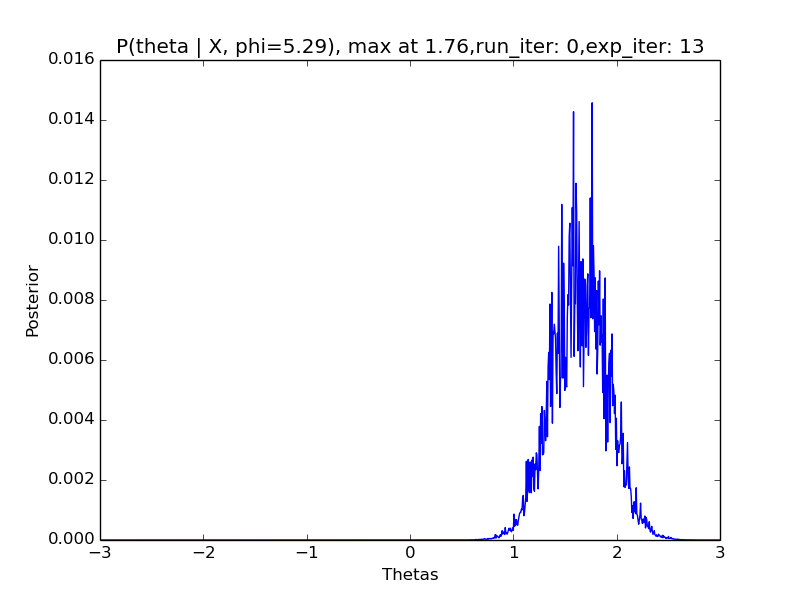 P(theta | X, phi=5.29), max at 1.76,run_iter: 0,exp_iter: 13
0.016
0.014
0.012
0.010
0.008
0.006
0.004
0.002
0.000
Posterior
−3 −2 −1 0 1 2 3
Thetas